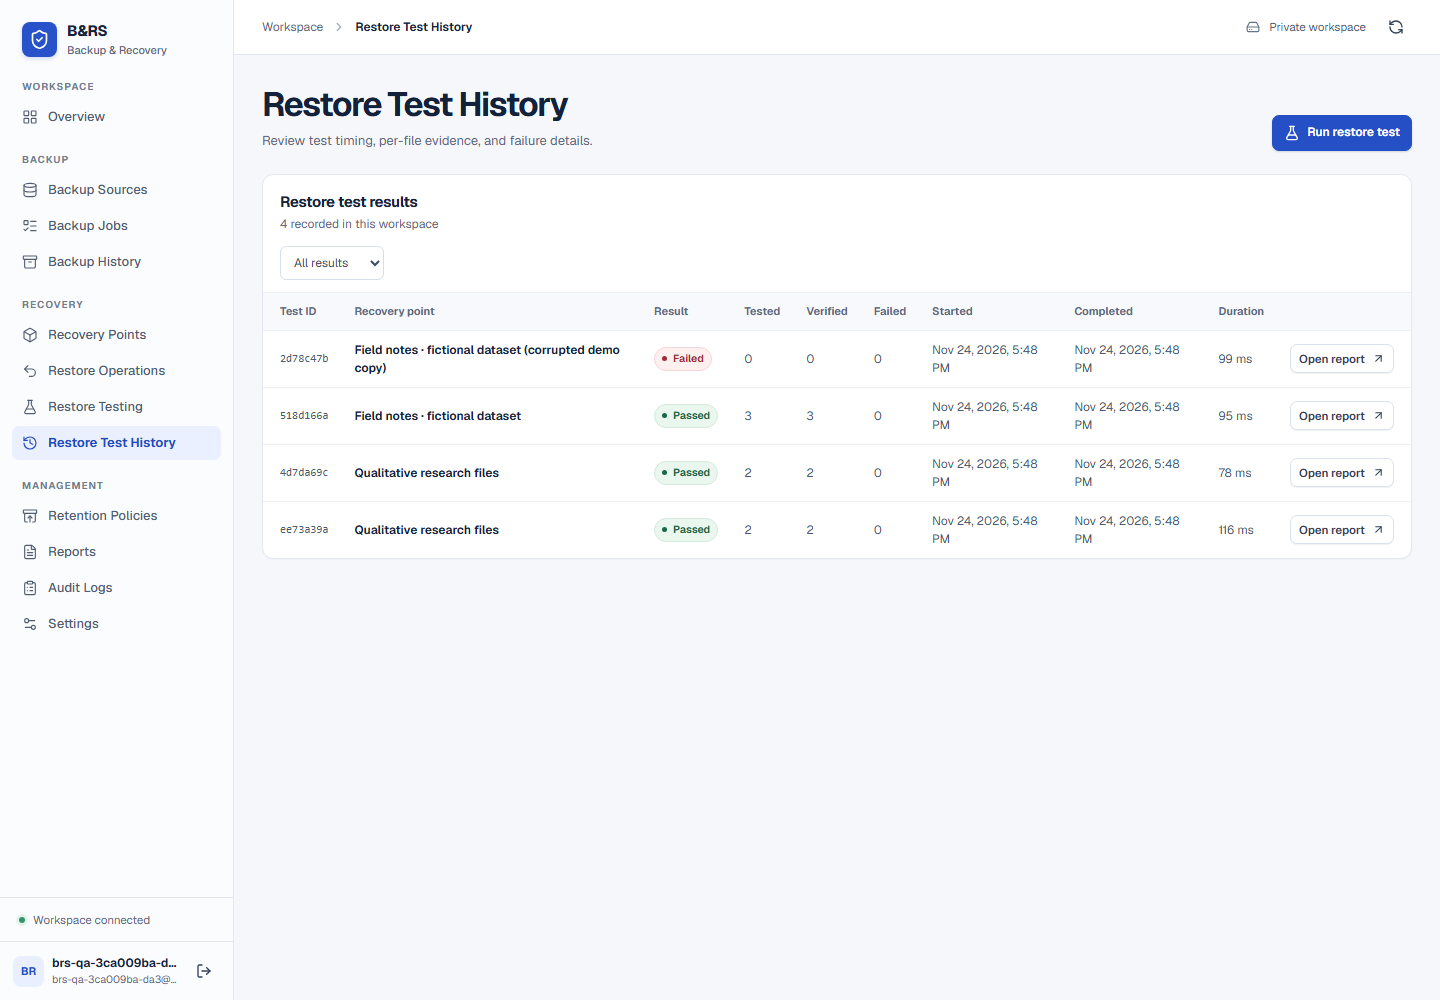 B&RS
Backup & Recovery
WORKSPACE
Overview
BACKUP
Backup Sources
Backup Jobs
Backup History
RECOVERY
Recovery Points
Restore Operations
Restore Testing
Restore Test History
MANAGEMENT
Retention Policies
Reports
Audit Logs
Settings
Workspace connected
BR
brs-qa-3ca009ba-d...
brs-qa-3ca009ba-da3@...
Workspace > Restore Test History
Private workspace
Restore Test History
Review test timing, per-file evidence, and failure details.
Run restore test
Restore test results
4 recorded in this workspace
All results
Test ID Recovery point Result Tested Verified Failed Started Completed Duration
2d78c47b Field notes · fictional dataset (corrupted demo copy) Failed 0 0 0 Nov 24, 2026, 5:48 PM Nov 24, 2026, 5:48 PM 99 ms Open report
518d166a Field notes · fictional dataset Passed 3 3 0 Nov 24, 2026, 5:48 PM Nov 24, 2026, 5:48 PM 95 ms Open report
4d7da69c Qualitative research files Passed 2 2 0 Nov 24, 2026, 5:48 PM Nov 24, 2026, 5:48 PM 78 ms Open report
ee73a39a Qualitative research files Passed 2 2 0 Nov 24, 2026, 5:48 PM Nov 24, 2026, 5:48 PM 116 ms Open report